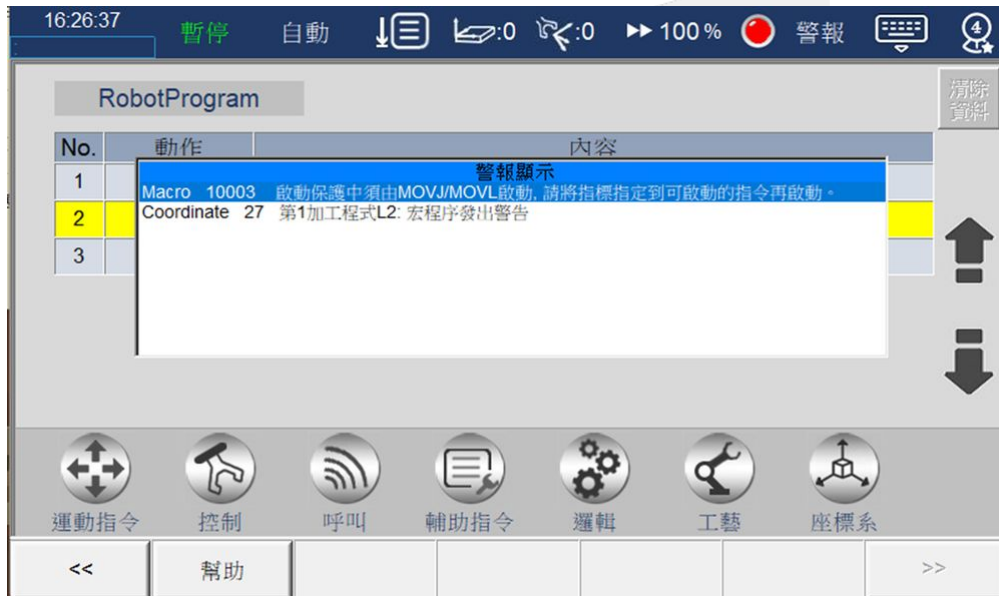 16:26:37
:
暫停
自動
:0
:0
100%
警報
4
RobotProgram
清除
資料
No.
動作
內容
1
警報顯示
Macro 10003 啟動保護中須由MOVJ/MOVL啟動, 請將指標指定到可啟動的指令再啟動。
Coordinate 27 第1加工程式L2: 宏程序發出警告
2
3
運動指令
控制
呼叫
輔助指令
邏輯
工藝
座標系
<<
幫助
>>